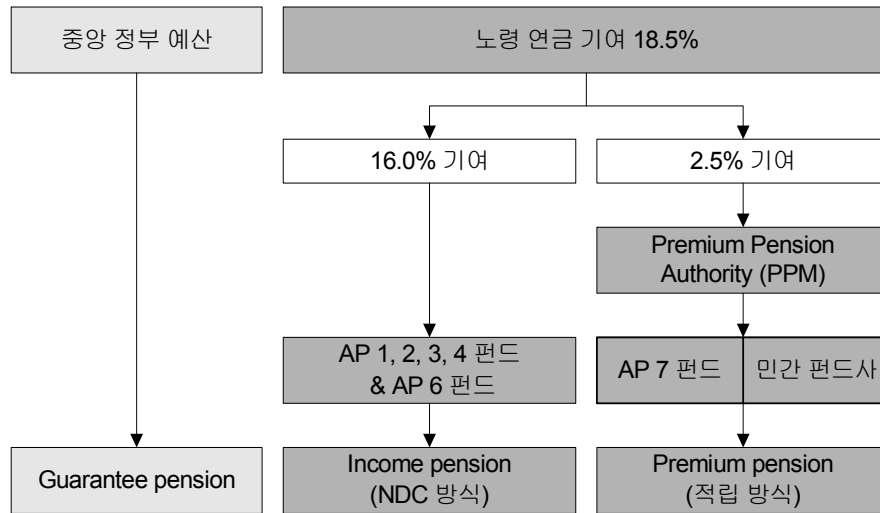 중앙 정부 예산
노령 연금 기여 18.5%
16.0% 기여
2.5% 기여
Premium Pension
Authority (PPM)
AP 1, 2, 3, 4 펀드
& AP 6 펀드
AP 7 펀드
민간 펀드사
Guarantee pension
Income pension
(NDC 방식)
Premium pension
(적립 방식)